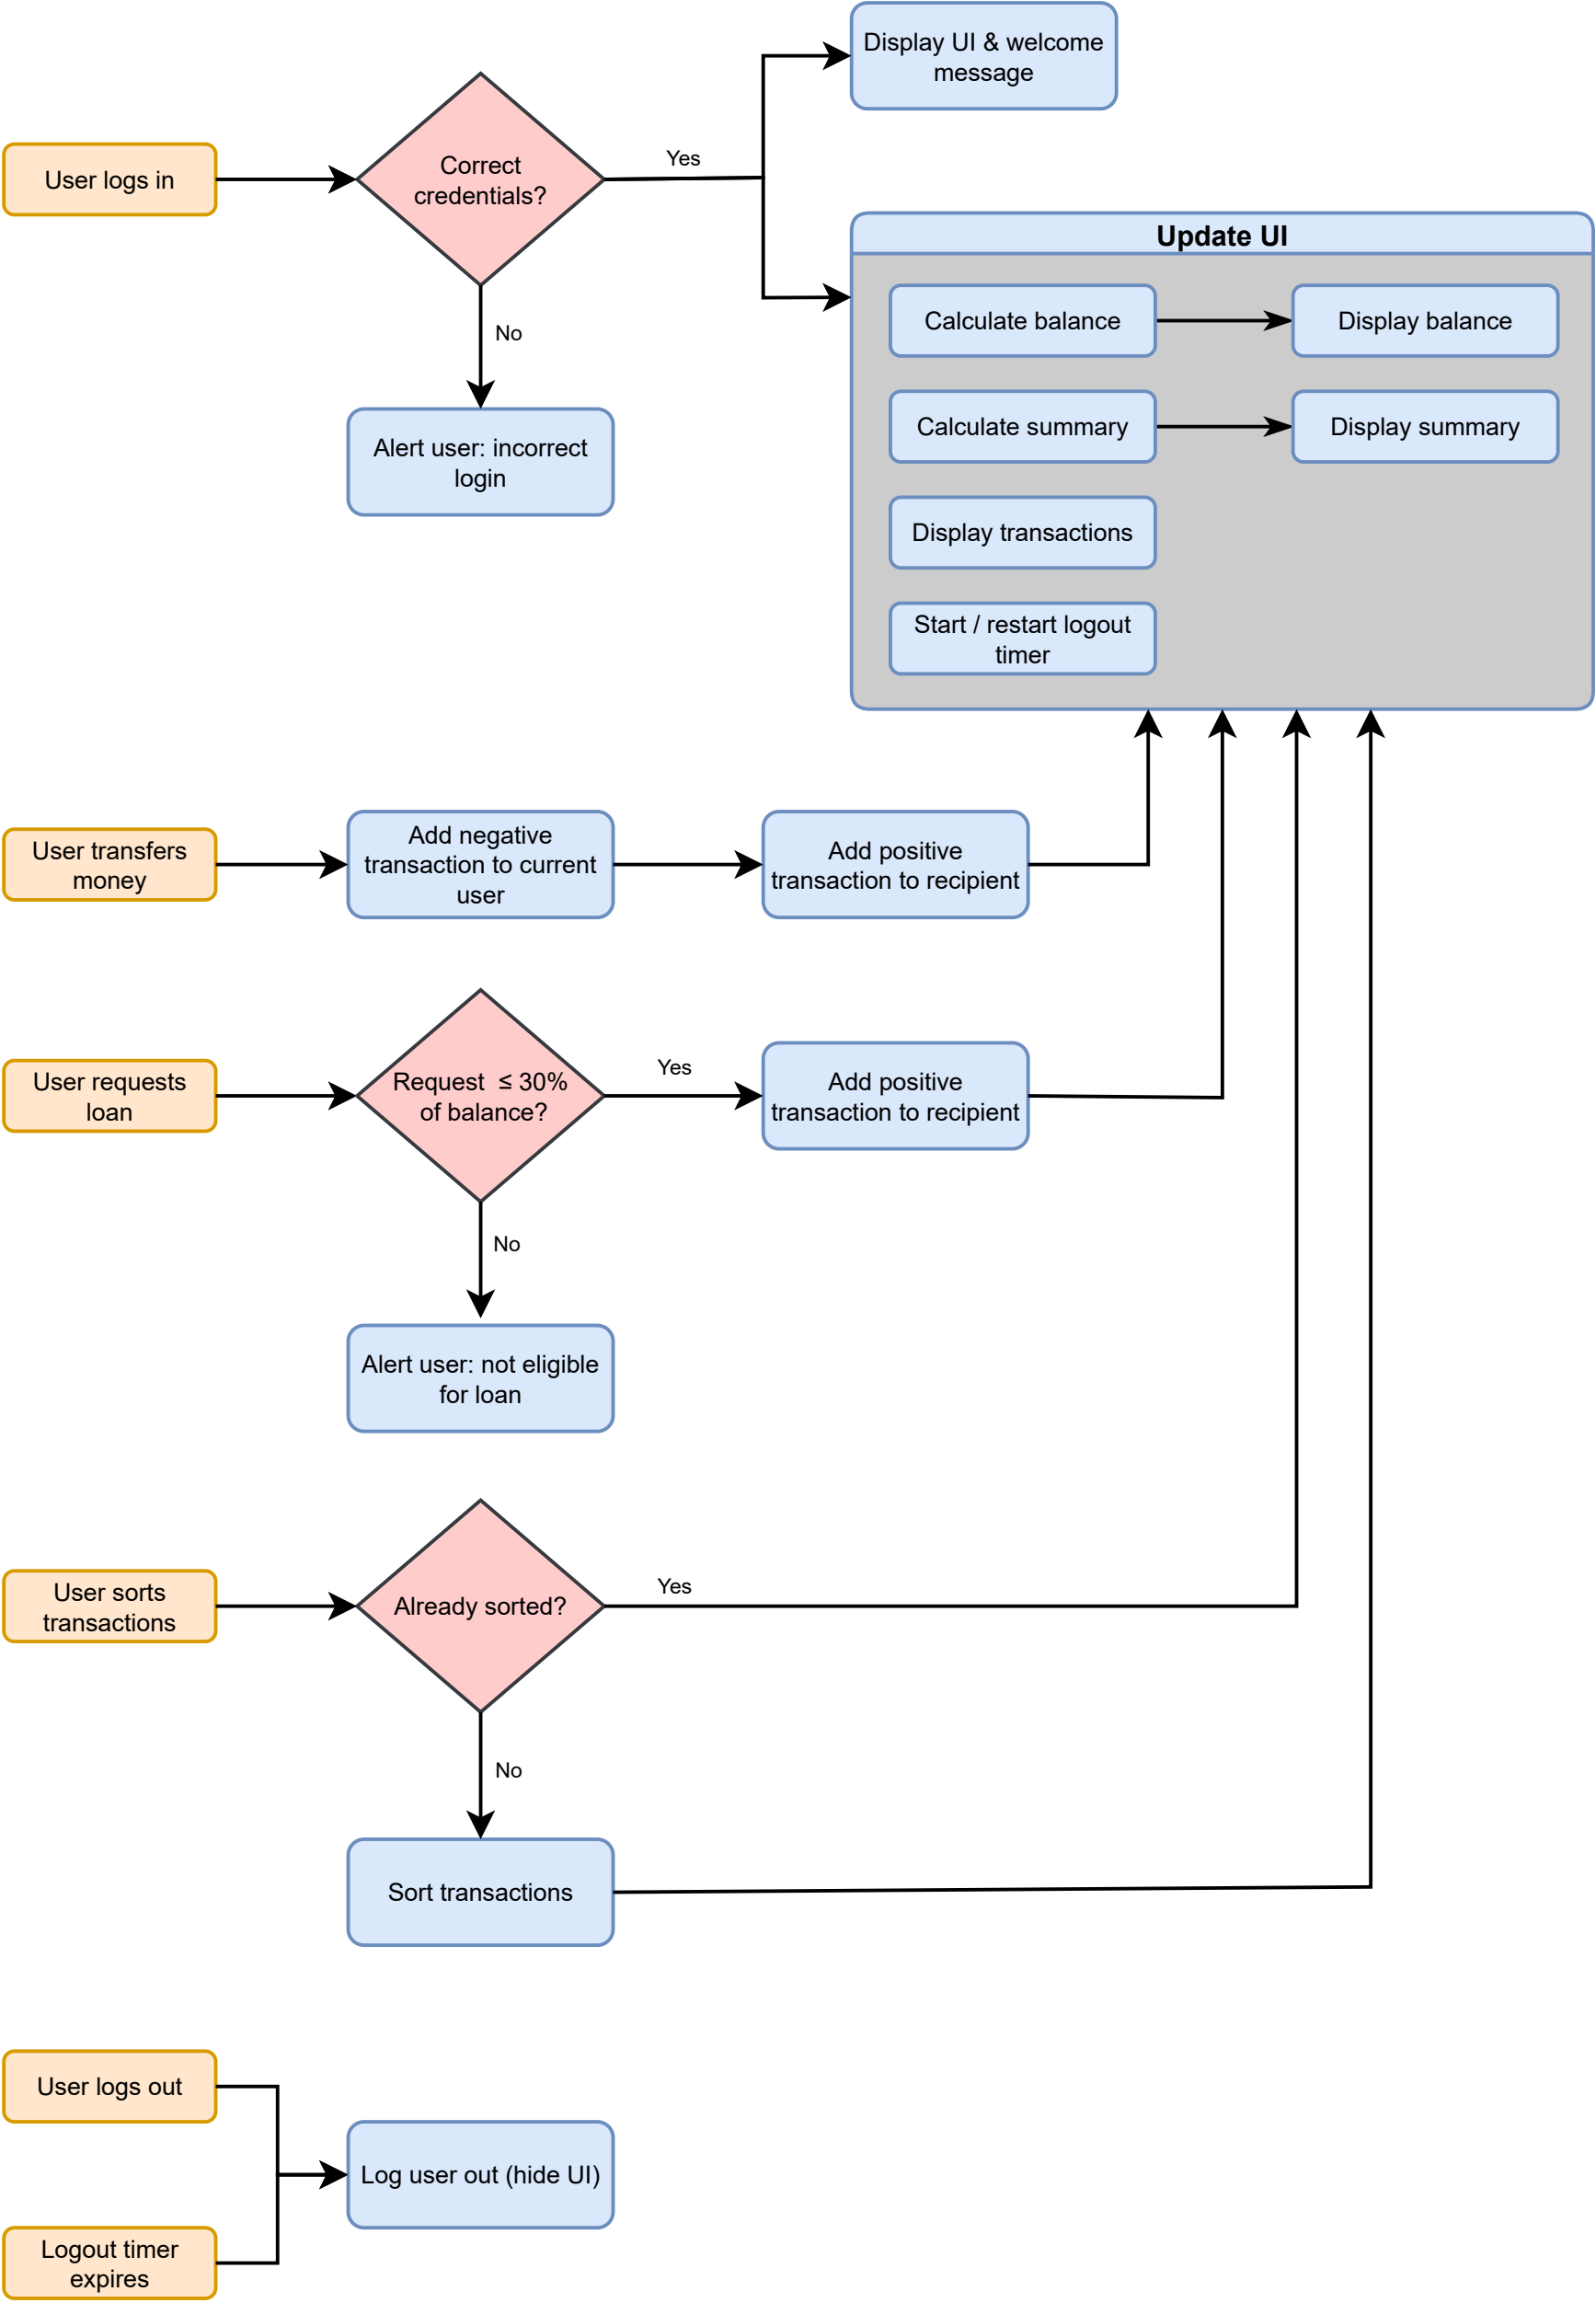 Display UI & welcome
message
User logs in
Correct
credentials?
Yes
Update UI
Calculate balance
Display balance
No
Calculate summary
Display summary
Alert user: incorrect
login
Display transactions
Start / restart logout
timer
User transfers
money
Add negative
transaction to current
user
Add positive
transaction to recipient
User requests
loan
Request ≤ 30%
of balance?
Yes
Add positive
transaction to recipient
No
Alert user: not eligible
for loan
User sorts
transactions
Already sorted?
Yes
No
Sort transactions
User logs out
Log user out (hide UI)
Logout timer
expires